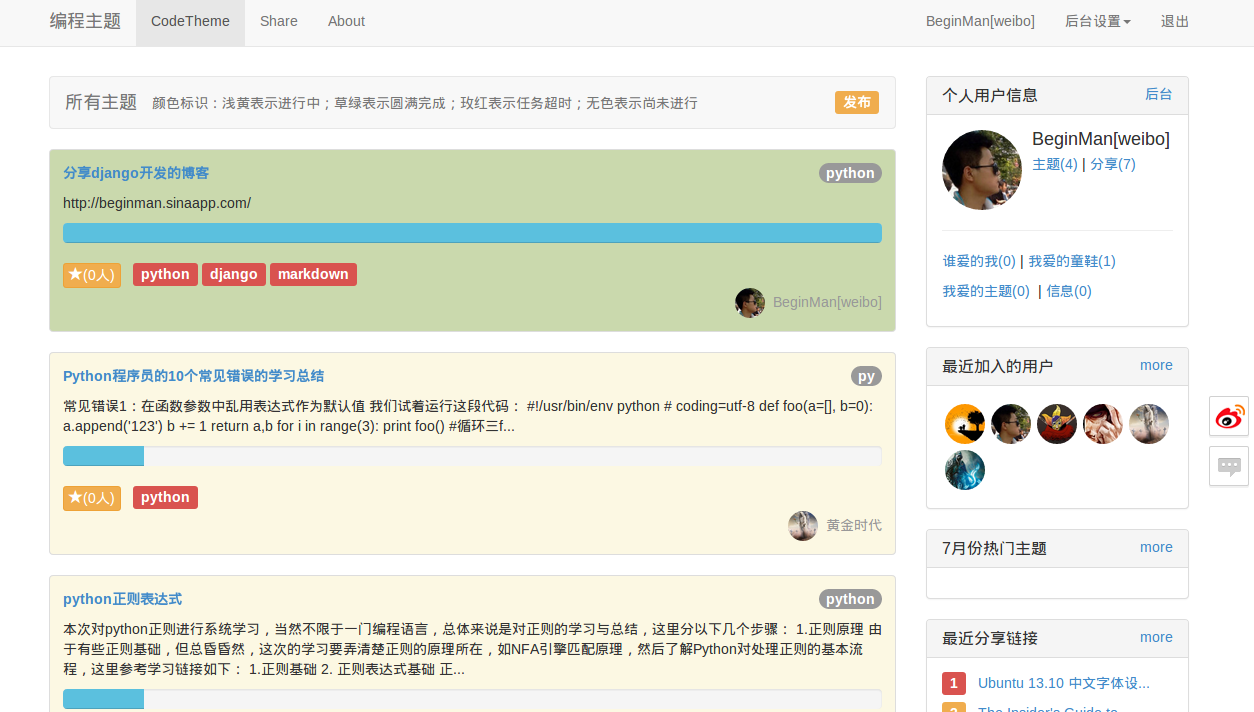 编程主题 CodeTheme Share About BeginMan[weibo] 后台设置 退出
所有主题 颜色标识：浅黄表示进行中；草绿表示圆满完成；玫红表示任务超时；无色表示尚未进行 发布
分享django开发的博客 python
http://beginman.sinaapp.com/
★(0人) python django markdown
BeginMan[weibo]
Python程序员的10个常见错误的学习总结 py
常见错误1：在函数参数中乱用表达式作为默认值 我们试着运行这段代码： #!/usr/bin/env python # coding=utf-8 def foo(a=[], b=0):
a.append('123') b += 1 return a,b for i in range(3): print foo() #循环三f...
★(0人) python
黄金时代
python正则表达式 python
本次对python正则进行系统学习，当然不限于一门编程语言，总体来说是对正则的学习与总结，这里分以下几个步骤： 1.正则原理 由
于有些正则基础，但总昏昏然，这次的学习要弄清楚正则的原理所在，如NFA引擎匹配原理，然后了解Python对处理正则的基本流
程，这里参考学习链接如下： 1.正则基础 2. 正则表达式基础 正...
个人用户信息 后台
BeginMan[weibo]
主题(4) | 分享(7)
谁爱的我(0) | 我爱的童鞋(1)
我爱的主题(0) | 信息(0)
最近加入的用户 more
7月份热门主题 more
最近分享链接 more
1 Ubuntu 13.10 中文字体设...
2 The Insider's Guide to